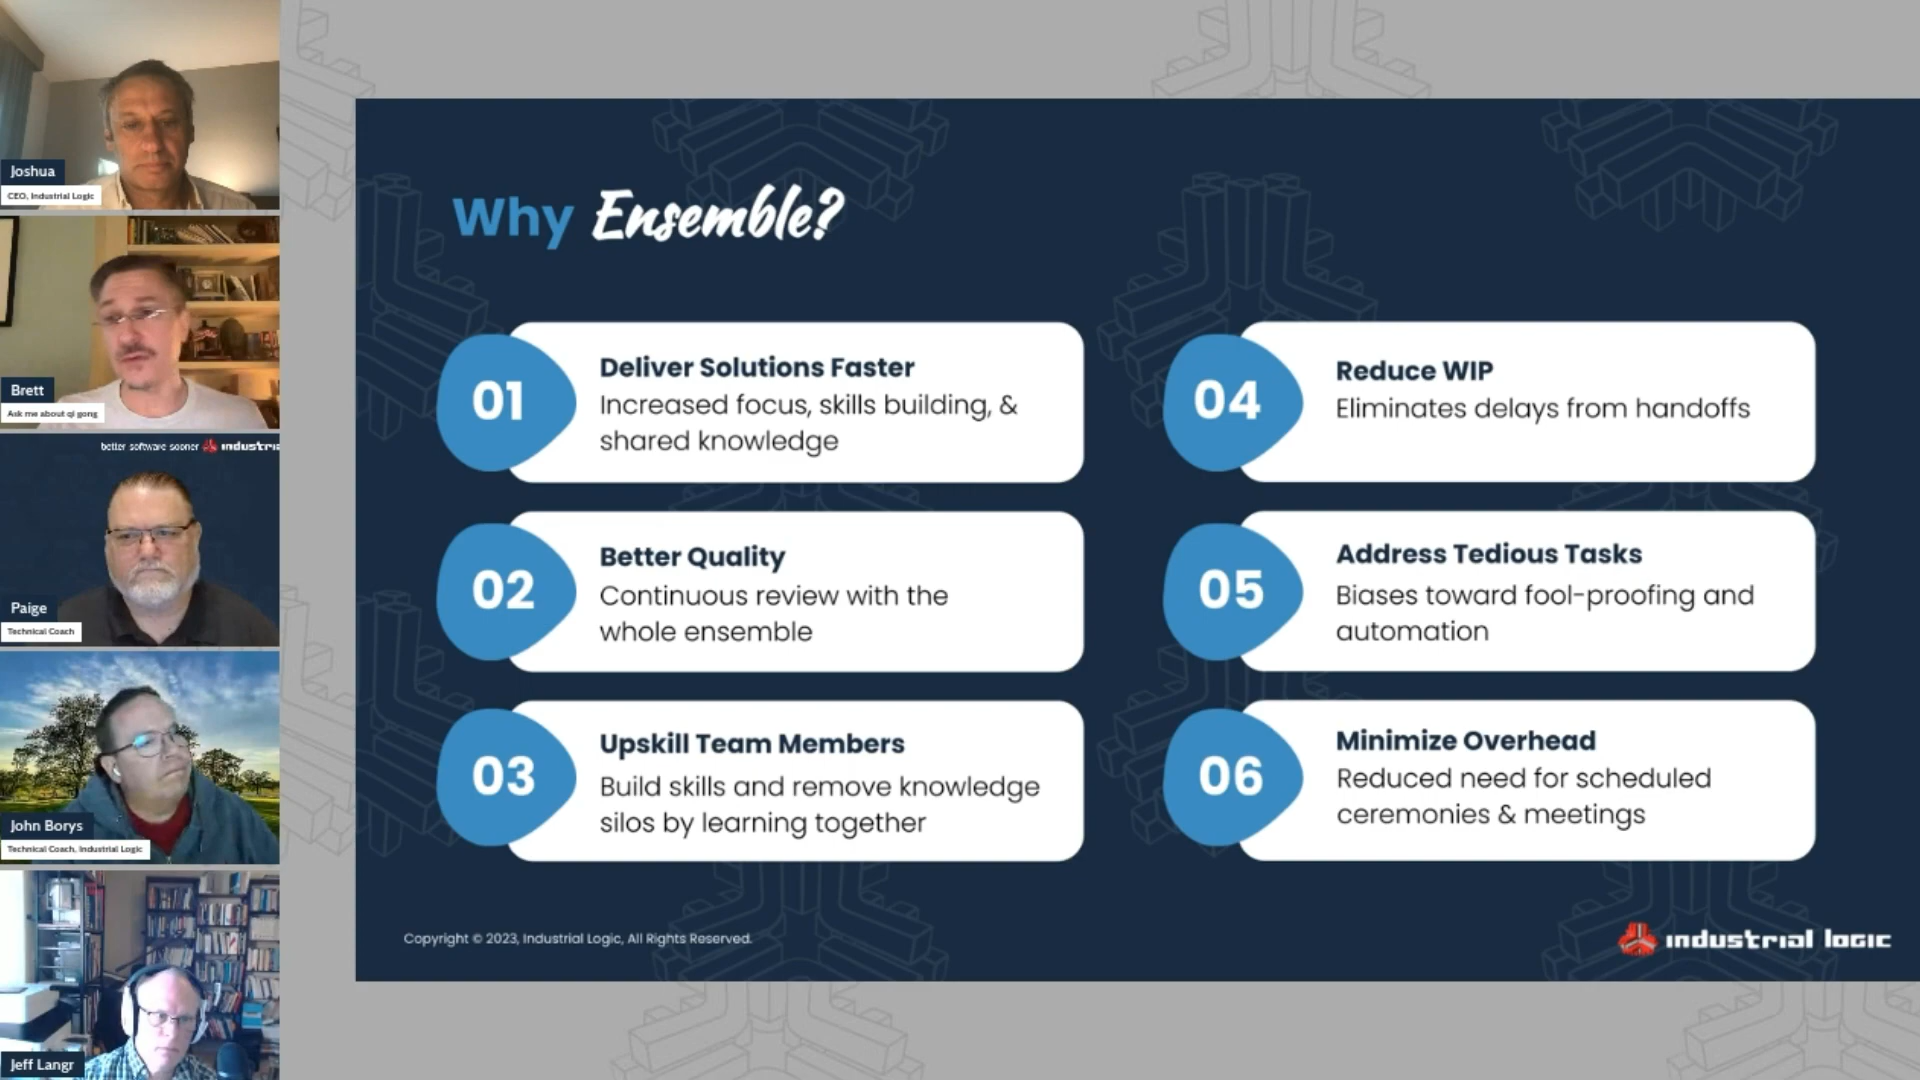 Joshua
CEO, Industrial Logic
Brett
Ask me about qi gong
better software sooner industria
Paige
Technical Coach
John Borys
Technical Coach, Industrial Logic
Jeff Langr
Why Ensemble?
01
Deliver Solutions Faster
Increased focus, skills building, &
shared knowledge
02
Better Quality
Continuous review with the
whole ensemble
03
Upskill Team Members
Build skills and remove knowledge
silos by learning together
04
Reduce WIP
Eliminates delays from handoffs
05
Address Tedious Tasks
Biases toward fool-proofing and
automation
06
Minimize Overhead
Reduced need for scheduled
ceremonies & meetings
Copyright © 2023, Industrial Logic, All Rights Reserved.
industrial logic